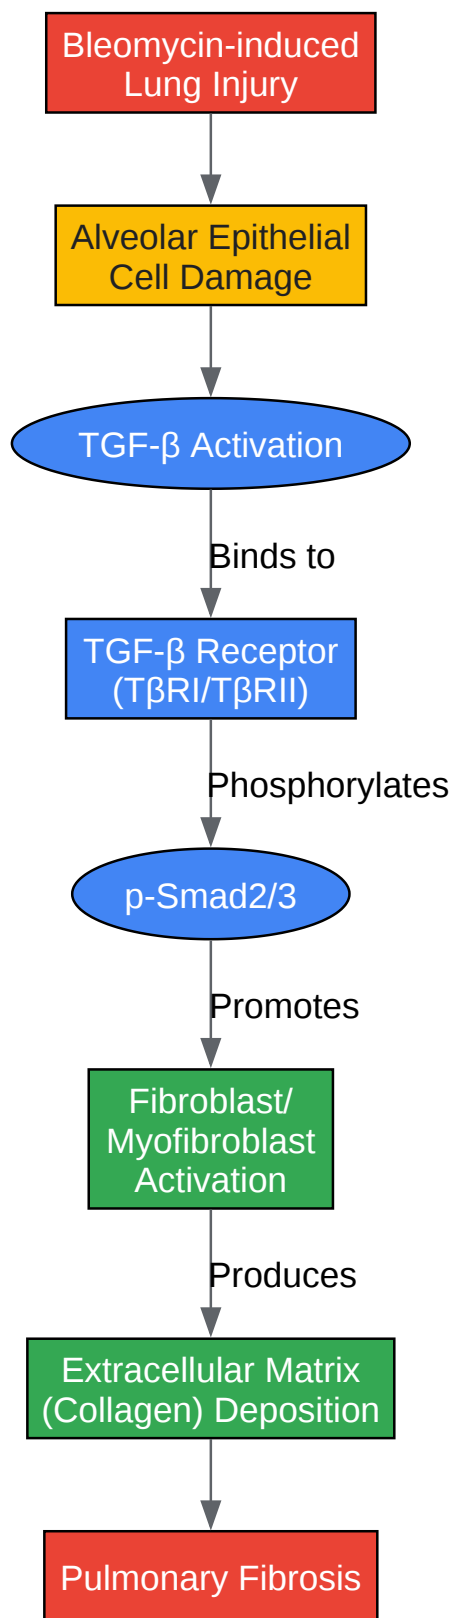 Bleomycin-induced
Lung Injury
Alveolar Epithelial
Cell Damage
TGF-β Activation
Binds to
TGF-β Receptor
(TβRI/TβRII)
Phosphorylates
p-Smad2/3
Promotes
Fibroblast/
Myofibroblast
Activation
Produces
Extracellular Matrix
(Collagen) Deposition
Pulmonary Fibrosis